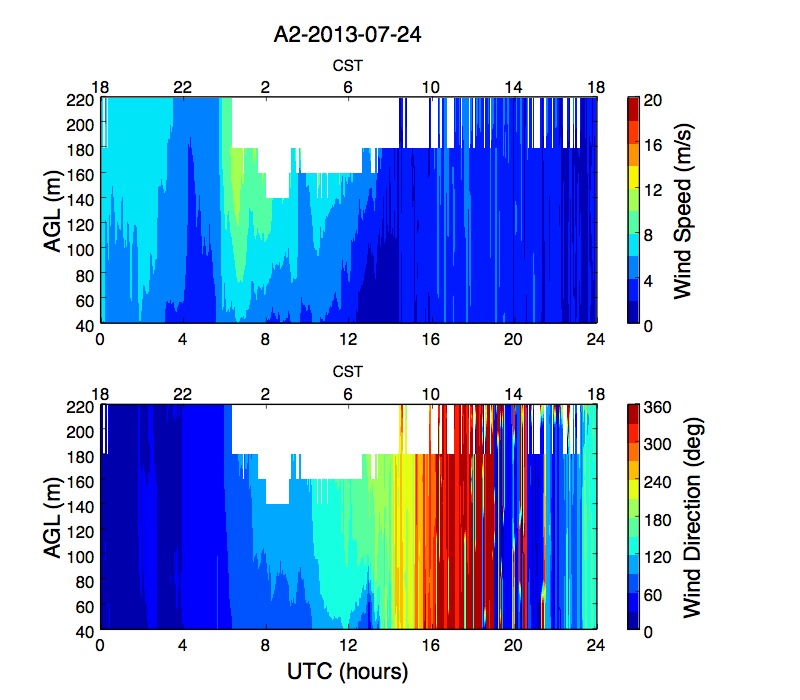 A2-2013-07-24
CST
18 22 2 6 10 14 18
220
200
180
160
140
120
100
80
60
40
AGL (m)
0 4 8 12 16 20 24
20
16
12
8
4
0
Wind Speed (m/s)
CST
18 22 2 6 10 14 18
220
200
180
160
140
120
100
80
60
40
AGL (m)
0 4 8 12 16 20 24
UTC (hours)
360
300
240
180
120
60
0
Wind Direction (deg)